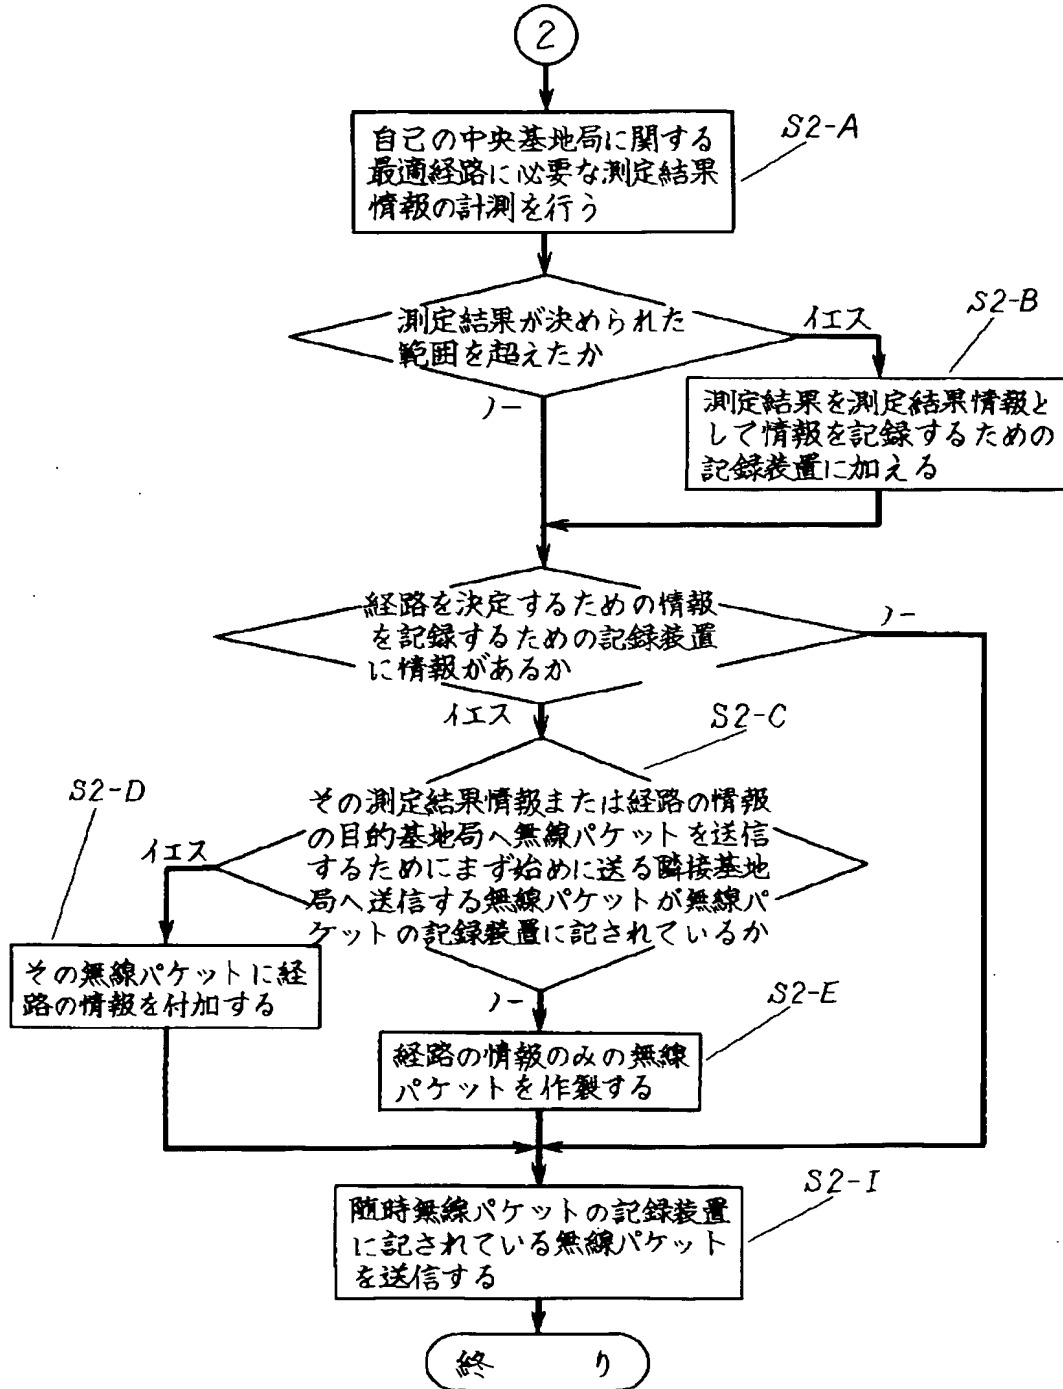 2
自己の中央基地局に関する
最適経路に必要な測定結果
情報の計測を行う
S2-A
測定結果が決められた
範囲を超えたか
イエス
S2-B
ノー
測定結果を測定結果情報と
して情報を記録するための
記録装置に加える
経路を決定するための情報
を記録するための記録装置
に情報があるか
ノー
イエス
S2-C
その測定結果情報または経路の情報
の目的基地局へ無線パケットを送信
するためにまず始めに送る隣接基地
局へ送信する無線パケットが無線パ
ケットの記録装置に記されているか
S2-D
イエス
その無線パケットに経
路の情報を付加する
ノー
S2-E
経路の情報のみの無線
パケットを作製する
S2-I
随時無線パケットの記録装置
に記されている無線パケット
を送信する
終り